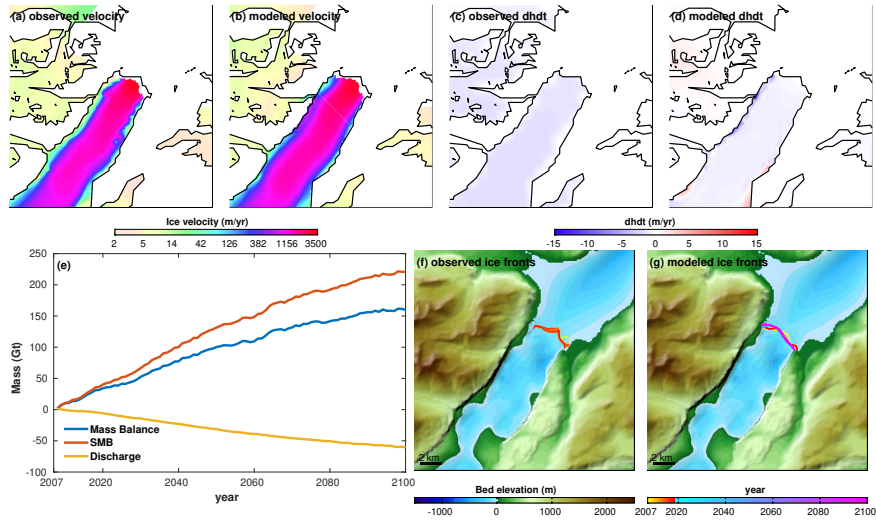 (a) observed velocity
(b) modeled velocity
(c) observed dhdt
(d) modeled dhdt
Ice velocity (m/yr)
2 5 14 42 126 382 1156 3500
dhdt (m/yr)
-15 -10 -5 0 5 10 15
(e)
250
200
150
100
50
0
-50
-100
Mass (Gt)
Mass Balance
SMB
Discharge
2007 2020 2040 2060 2080 2100
year
(f) observed ice fronts
2 km
(g) modeled ice fronts
2 km
Bed elevation (m)
-1000 0 1000 2000
year
2007 2020 2040 2060 2080 2100